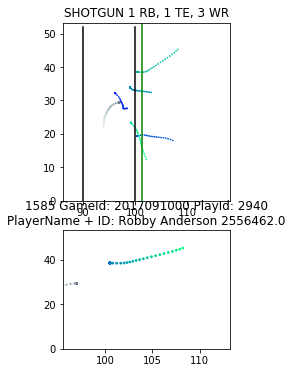 SHOTGUN 1 RB, 1 TE, 3 WR
50
40
30
20
10
0
90 100 110
1585 GameId: 2017091000 PlayId: 2940
PlayerName + ID: Robby Anderson 2556462.0
40
20
0
100 105 110